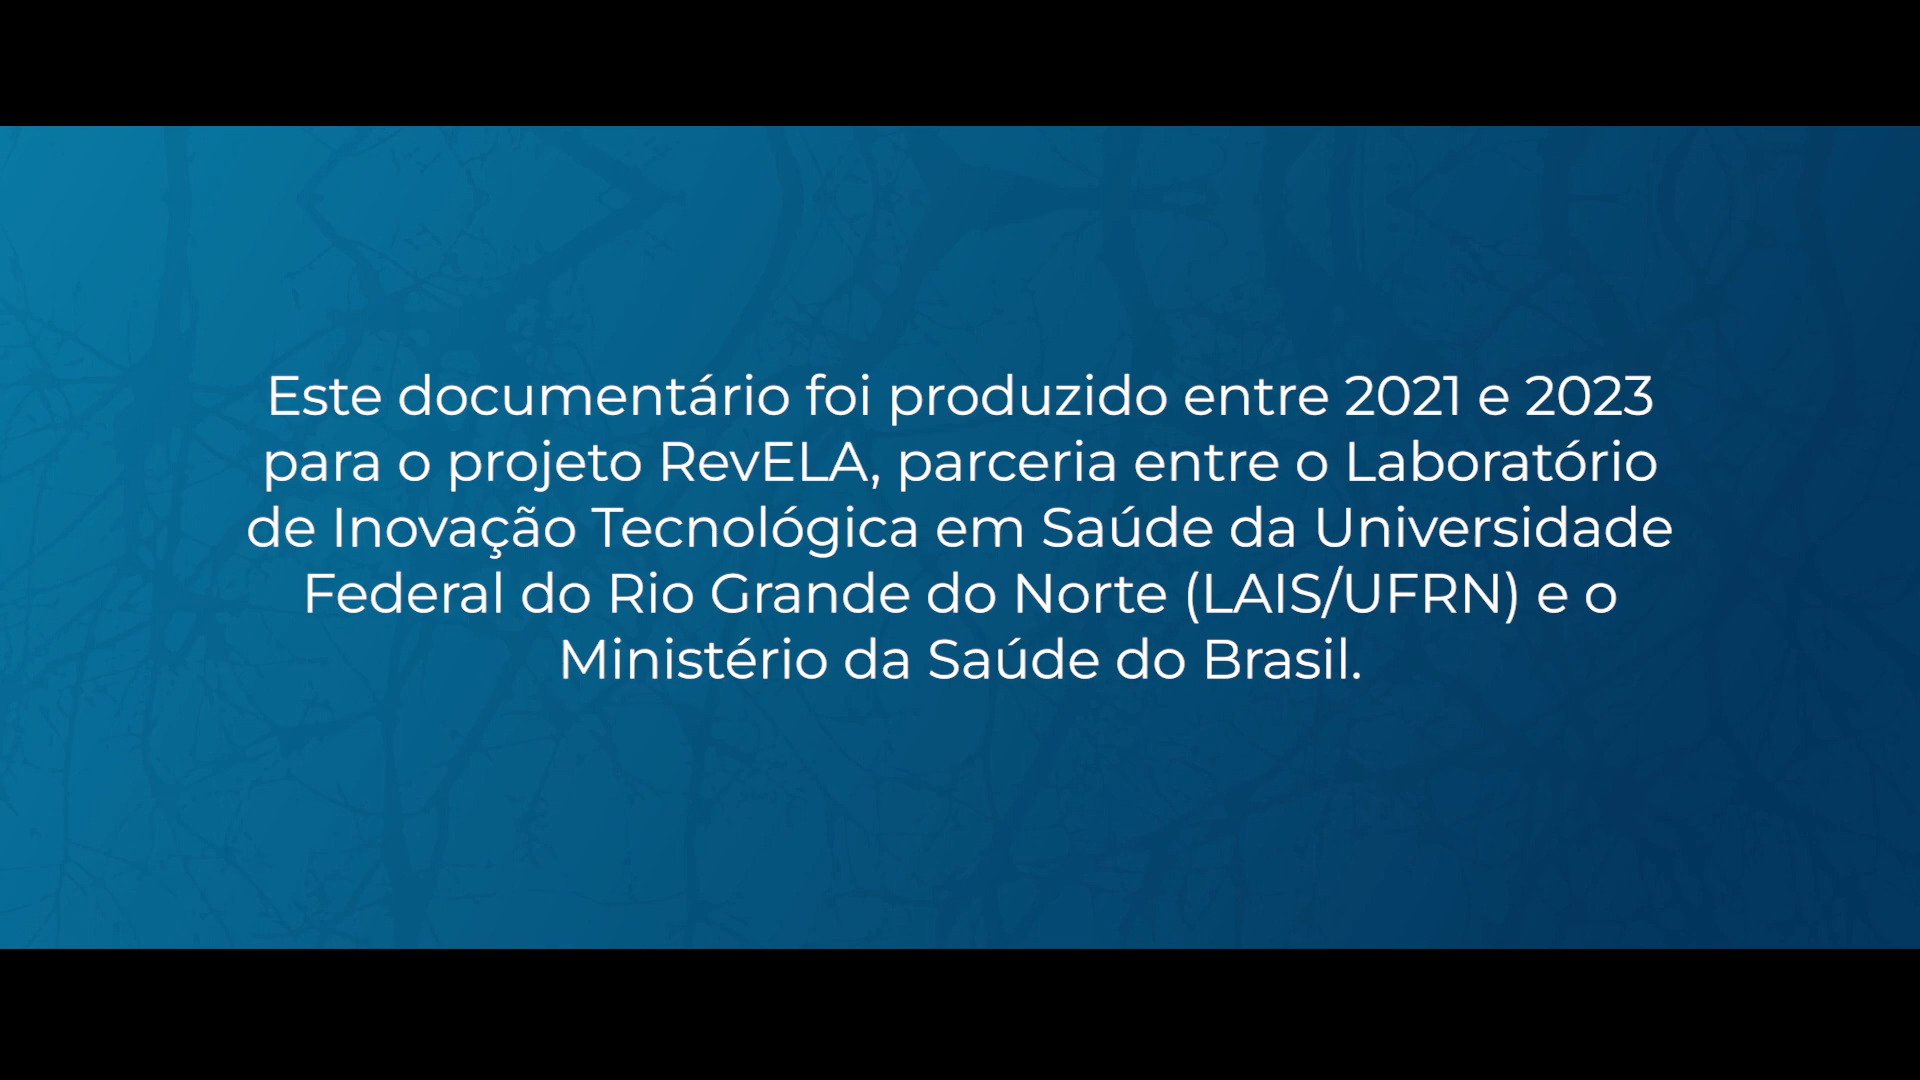 Este documentário foi produzido entre 2021 e 2023
para o projeto RevELA, parceria entre o Laboratório
de Inovação Tecnológica em Saúde da Universidade
Federal do Rio Grande do Norte (LAIS/UFRN) e o
Ministério da Saúde do Brasil.